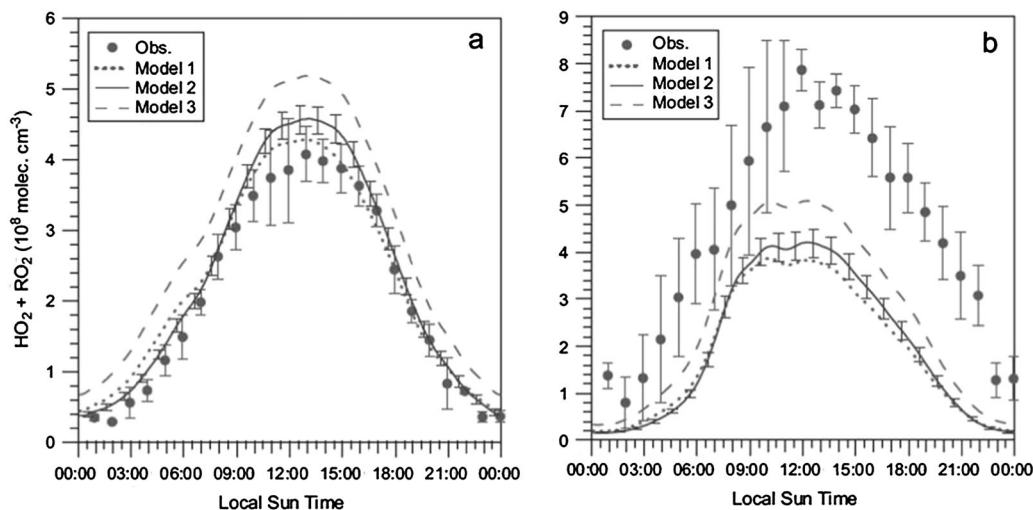 a
Obs.
Model 1
Model 2
Model 3
HO₂ + RO₂ (10⁸ molec. cm⁻³)
6
5
4
3
2
1
0
00:00 03:00 06:00 09:00 12:00 15:00 18:00 21:00 00:00
Local Sun Time
b
Obs.
Model 1
Model 2
Model 3
9
8
7
6
5
4
3
2
1
0
00:00 03:00 06:00 09:00 12:00 15:00 18:00 21:00 00:00
Local Sun Time